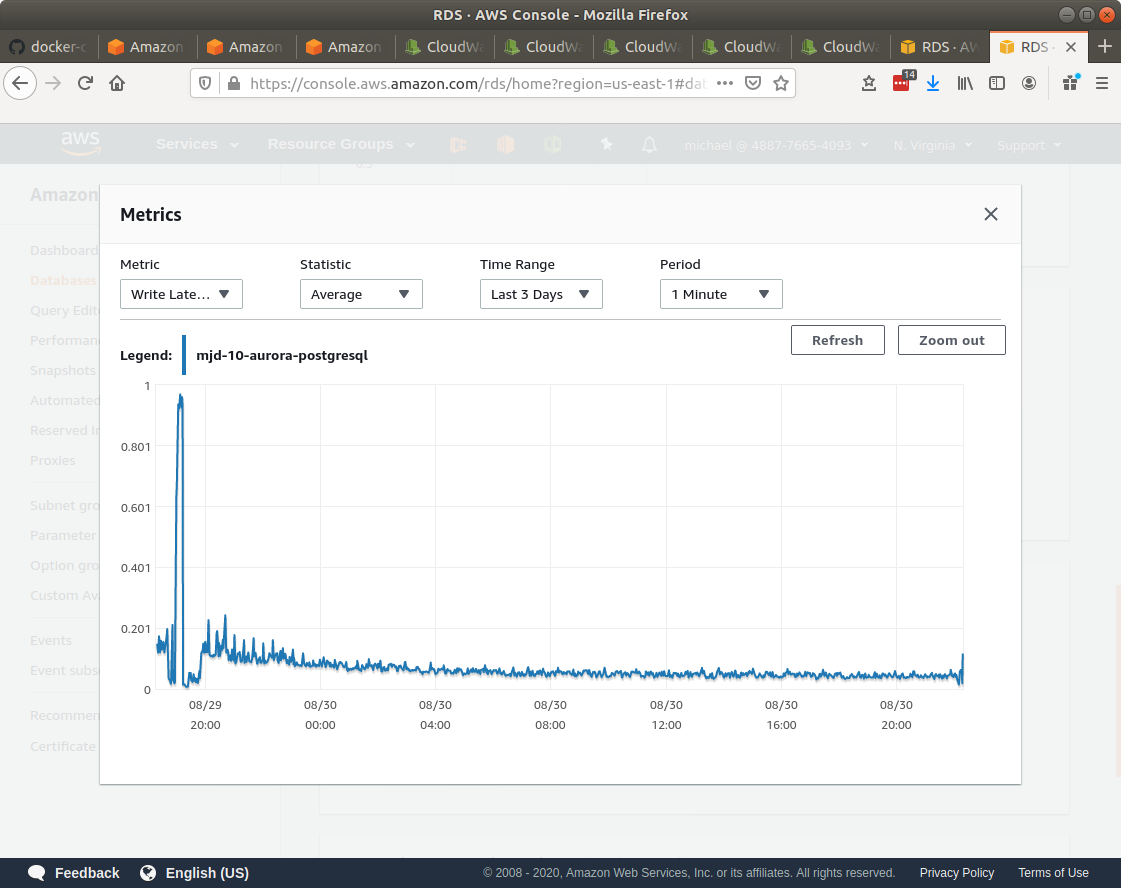 RDS · AWS Console - Mozilla Firefox
docker-c Amazon Amazon Amazon CloudWa CloudWa CloudWa CloudWa CloudWa RDS · AW RDS ·
https://console.aws.amazon.com/rds/home?region=us-east-1#dat
14
aws Services Resource Groups michael @ 4887-7665-4093 N. Virginia Support
Amazon
Dashboard
Databases
Query Edit
Performan
Snapshots
Automated
Reserved In
Proxies
Subnet gro
Parameter
Option gro
Custom Ava
Events
Event subs
Recommen
Certificate
Metrics
Metric Statistic Time Range Period
Write Late... Average Last 3 Days 1 Minute
Refresh Zoom out
Legend: mjd-10-aurora-postgresql
1
0.801
0.601
0.401
0.201
0
08/29 08/30 08/30 08/30 08/30 08/30 08/30
20:00 00:00 04:00 08:00 12:00 16:00 20:00
Feedback English (US) © 2008 - 2020, Amazon Web Services, Inc. or its affiliates. All rights reserved. Privacy Policy Terms of Use